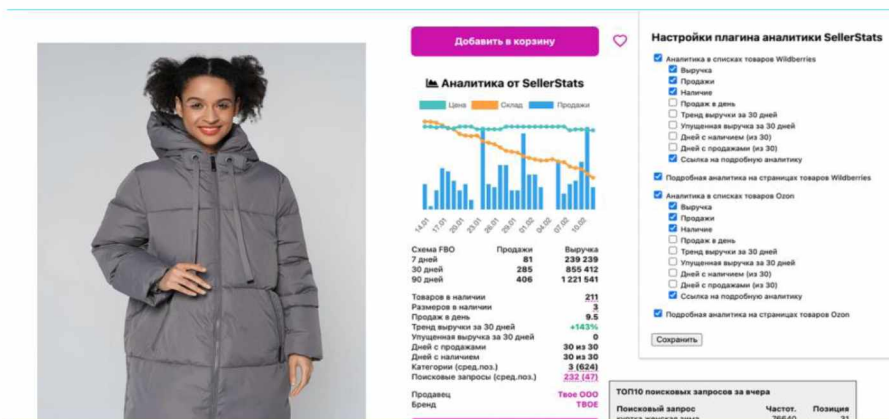 Добавить в корзину
Аналитика от SellerStats
Цена Склад Продажи
14.01 17.01 20.01 23.01 26.01 29.01 01.02 04.02 07.02 10.02
Схема FBO Продажи Выручка
7 дней 81 239 239
30 дней 285 855 412
90 дней 406 1 221 541
Товаров в наличии 211
Размеров в наличии 3
Продаж в день 9.5
Тренд выручки за 30 дней +143%
Упущенная выручка за 30 дней 0
Дней с продажами 30 из 30
Дней с наличием 30 из 30
Категории (сред.поз.) 3 (624)
Поисковые запросы (сред.поз.) 232 (47)
Продавец Твое ООО
Бренд ТВОЕ
Настройки плагина аналитики SellerStats
Аналитика в списках товаров Wildberries
Выручка
Продажи
Наличие
Продаж в день
Тренд выручки за 30 дней
Упущенная выручка за 30 дней
Дней с наличием (из 30)
Дней с продажами (из 30)
Ссылка на подробную аналитику
Подробная аналитика на страницах товаров Wildberries
Аналитика в списках товаров Ozon
Выручка
Продажи
Наличие
Продаж в день
Тренд выручки за 30 дней
Упущенная выручка за 30 дней
Дней с наличием (из 30)
Дней с продажами (из 30)
Ссылка на подробную аналитику
Подробная аналитика на страницах товаров Ozon
Сохранить
ТОП10 поисковых запросов за вчера
Поисковый запрос Частот. Позиция